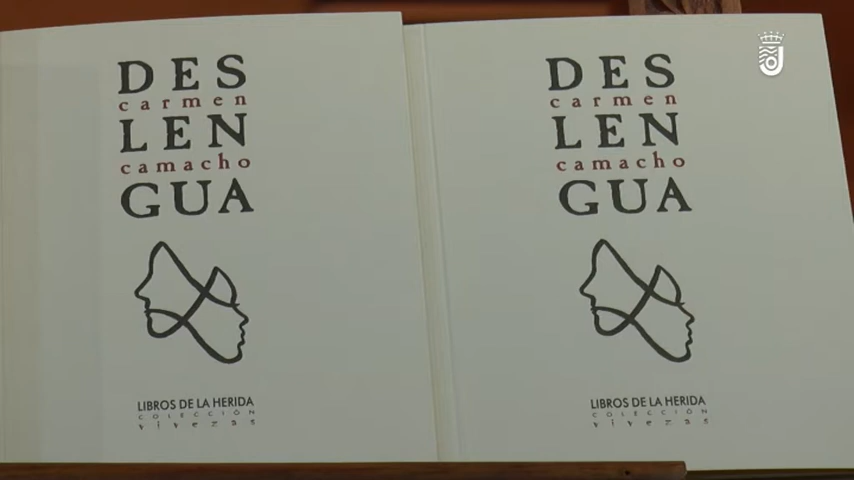 DES
carmen
LEN
camacho
GUA
LIBROS DE LA HERIDA
COLECCIÓN
vivezas
DES
carmen
LEN
camacho
GUA
LIBROS DE LA HERIDA
COLECCIÓN
vivezas